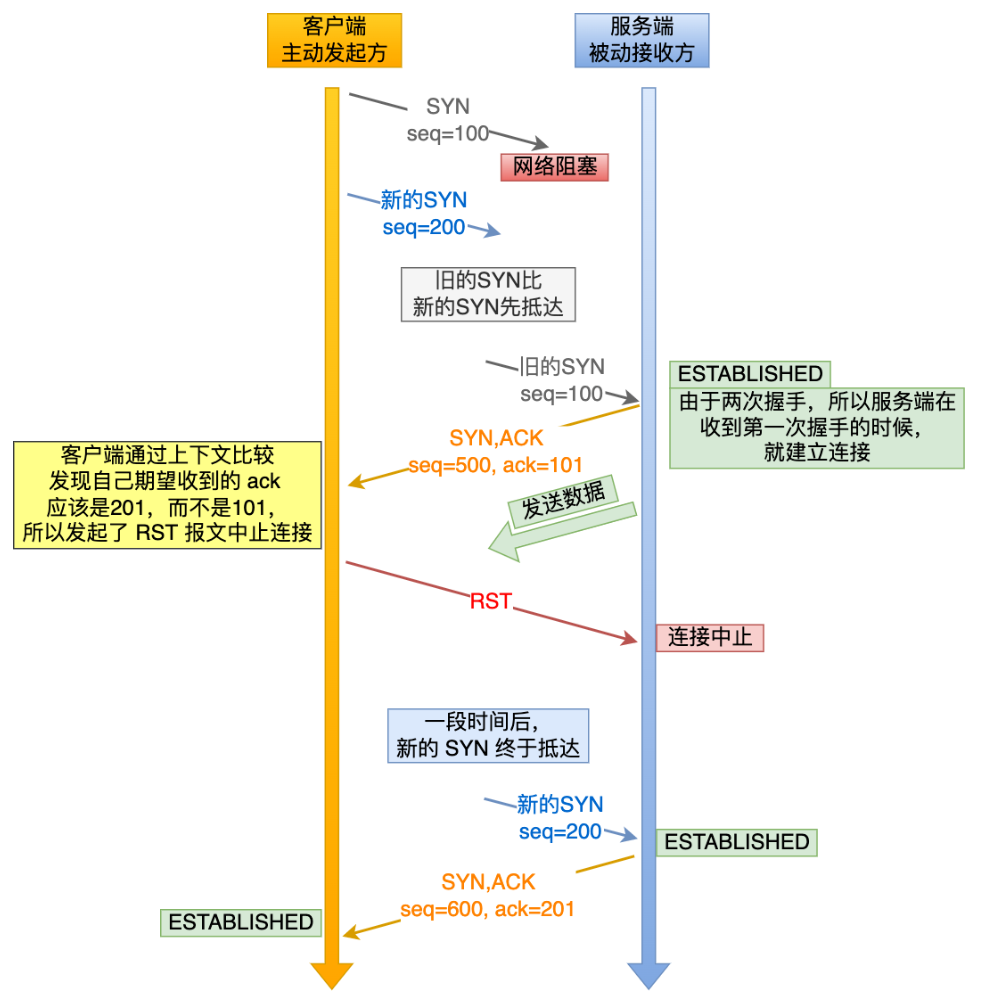 客户端
主动发起方
服务端
被动接收方
SYN
seq=100
网络阻塞
新的SYN
seq=200
旧的SYN比
新的SYN先抵达
旧的SYN
seq=100
ESTABLISHED
由于两次握手，所以服务端在
收到第一次握手的时候，
就建立连接
SYN,ACK
seq=500, ack=101
客户端通过上下文比较
发现自己期望收到的 ack
应该是201，而不是101，
所以发起了 RST 报文中止连接
发送数据
RST
连接中止
一段时间后，
新的 SYN 终于抵达
新的SYN
seq=200
ESTABLISHED
SYN,ACK
seq=600, ack=201
ESTABLISHED